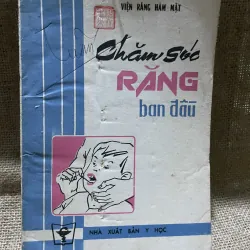 VIỆN RĂNG HÀM MẶT
Chăm sóc
RĂNG
ban đầu
NHÀ XUẤT BẢN Y HỌC